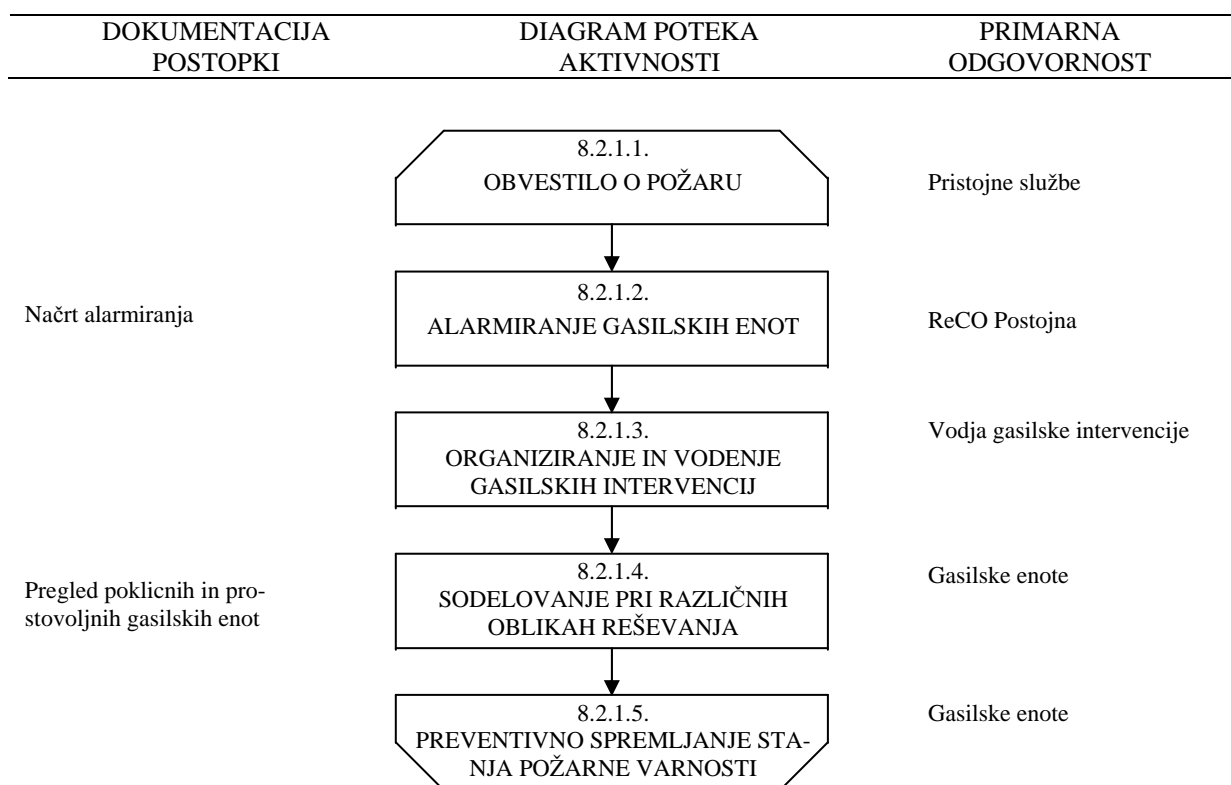 DOKUMENTACIJA
POSTOPKI
DIAGRAM POTEKA
AKTIVNOSTI
PRIMARNA
ODGOVORNOST
8.2.1.1.
OBVESTILO O POŽARU
Pristojne službe
Načrt alarmiranja
8.2.1.2.
ALARMIRANJE GASILSKIH ENOT
ReCO Postojna
8.2.1.3.
ORGANIZIRANJE IN VODENJE
GASILSKIH INTERVENCIJ
Vodja gasilske intervencije
Pregled poklicnih in pro-
stovoljnih gasilskih enot
8.2.1.4.
SODELOVANJE PRI RAZLIČNIH
OBLIKAH REŠEVANJA
Gasilske enote
8.2.1.5.
PREVENTIVNO SPREMLJANJE STA-
NJA POŽARNE VARNOSTI
Gasilske enote